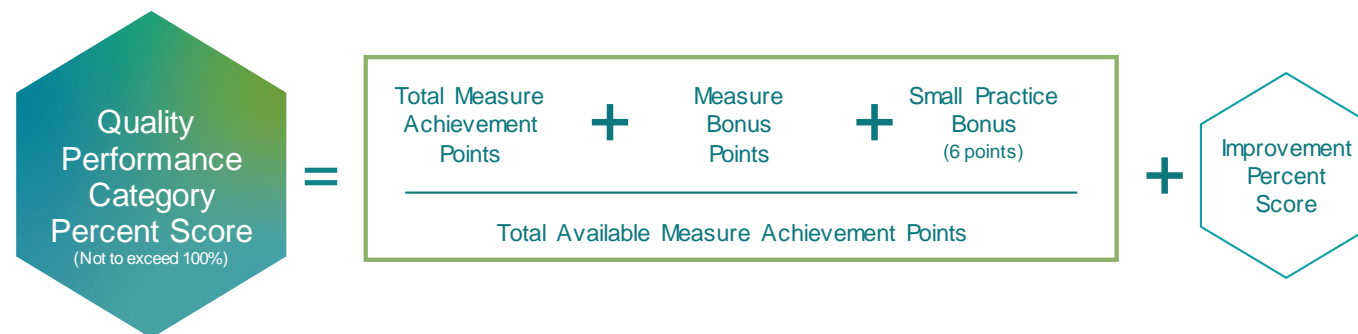 Quality
Performance
Category
Percent Score
(Not to exceed 100%)
=
Total Measure
Achievement
Points
+
Measure
Bonus
Points
+
Small Practice
Bonus
(6 points)
Total Available Measure Achievement Points
+
Improvement
Percent
Score